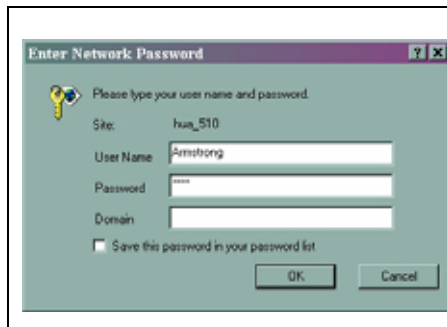 Enter Network Password
Please type your user name and password.
Site: hua_510
User Name Armstrong
Password ****
Domain
Save this password in your password list
OK Cancel